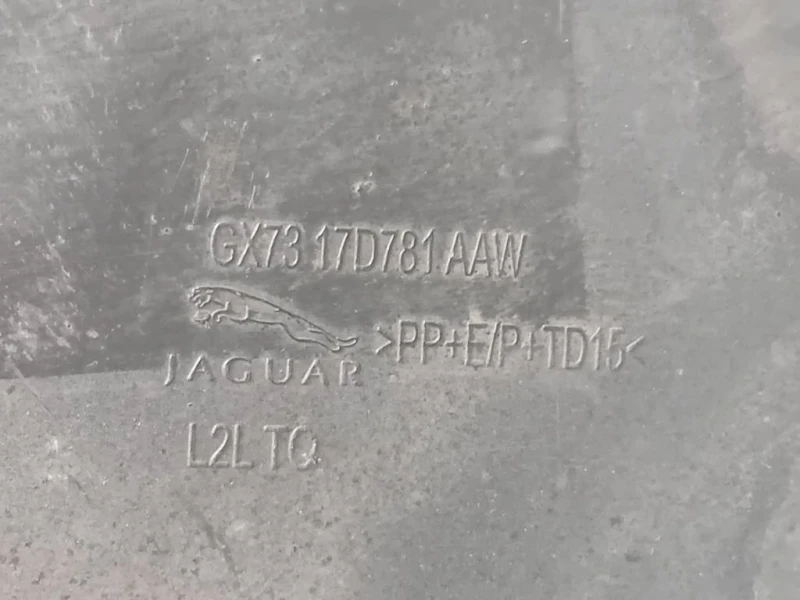 GX73 17D781 AAW
JAGUAR
>PP+E/P+TD15<
L2L TQ